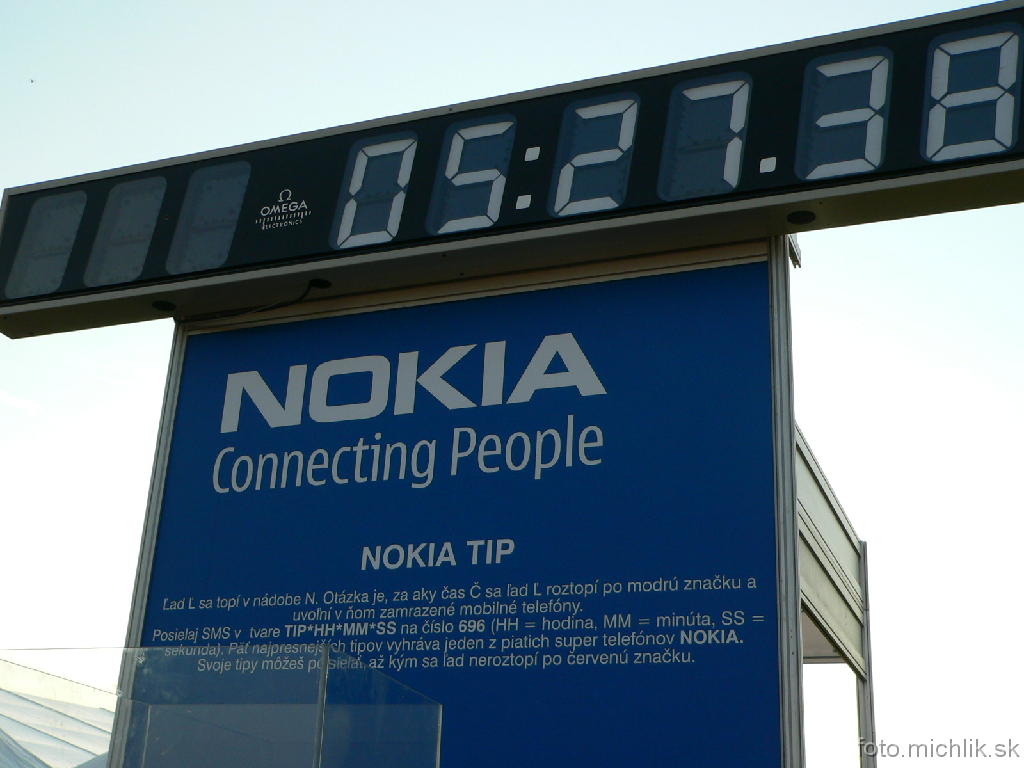 Ω
OMEGA
ELECTRONICS
05:27.38
NOKIA
Connecting People
NOKIA TIP
Ľad Ľ sa topí v nádobe N. Otázka je, za aky čas Č sa ľad Ľ roztopí po modrú značku a
uvoľní v ňom zamrazené mobilné telefóny.
Posielaj SMS v tvare TIP*HH*MM*SS na číslo 696 (HH = hodina, MM = minúta, SS =
sekunda). Päť najpresnejších tipov vyhráva jeden z piatich super telefónov NOKIA.
Svoje tipy môžeš posielať, až kým sa ľad neroztopí po červenú značku.
foto.michlik.sk